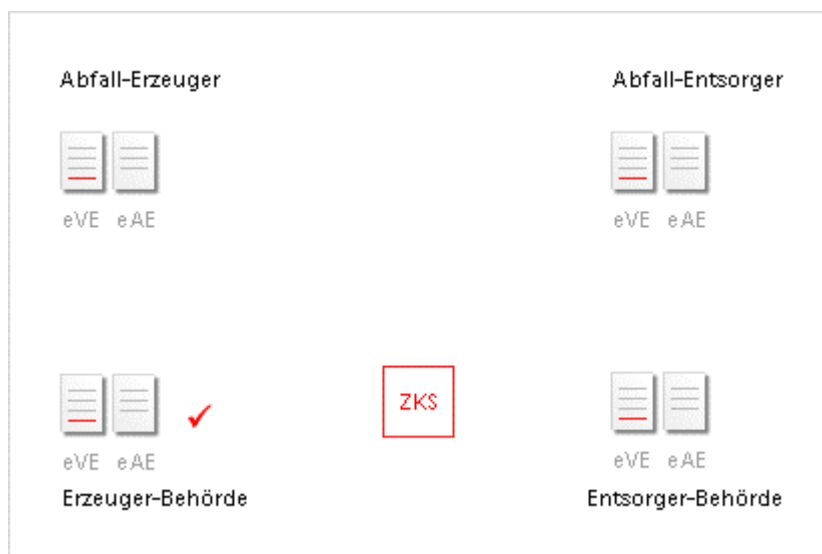 Abfall-Erzeuger
Abfall-Entsorger
eVE eAE
eVE eAE
ZKS
eVE eAE
eVE eAE
Erzeuger-Behörde
Entsorger-Behörde